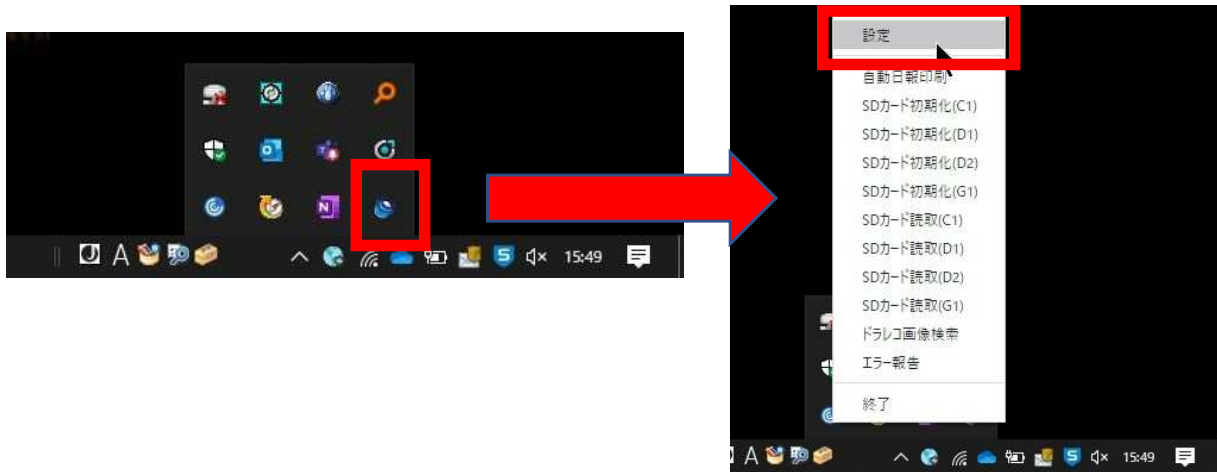 A
15:49
設定
自動日報印刷
SDカード初期化(C1)
SDカード初期化(D1)
SDカード初期化(D2)
SDカード初期化(G1)
SDカード読取(C1)
SDカード読取(D1)
SDカード読取(D2)
SDカード読取(G1)
ドラレコ画像検索
エラー報告
終了
A
15:49